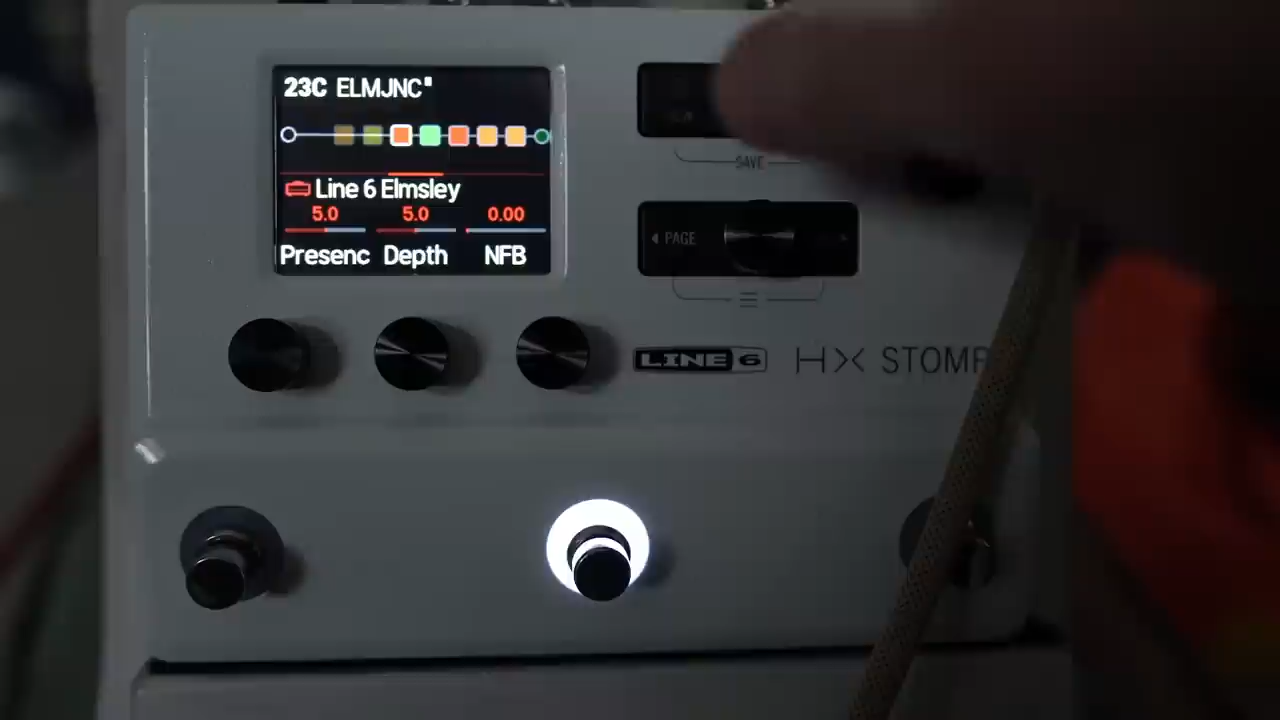 23C ELMJNC
Line 6 Elmsley
5.0 5.0 0.00
Presenc Depth NFB
SAVE
PAGE
LINE 6 HX STOMP